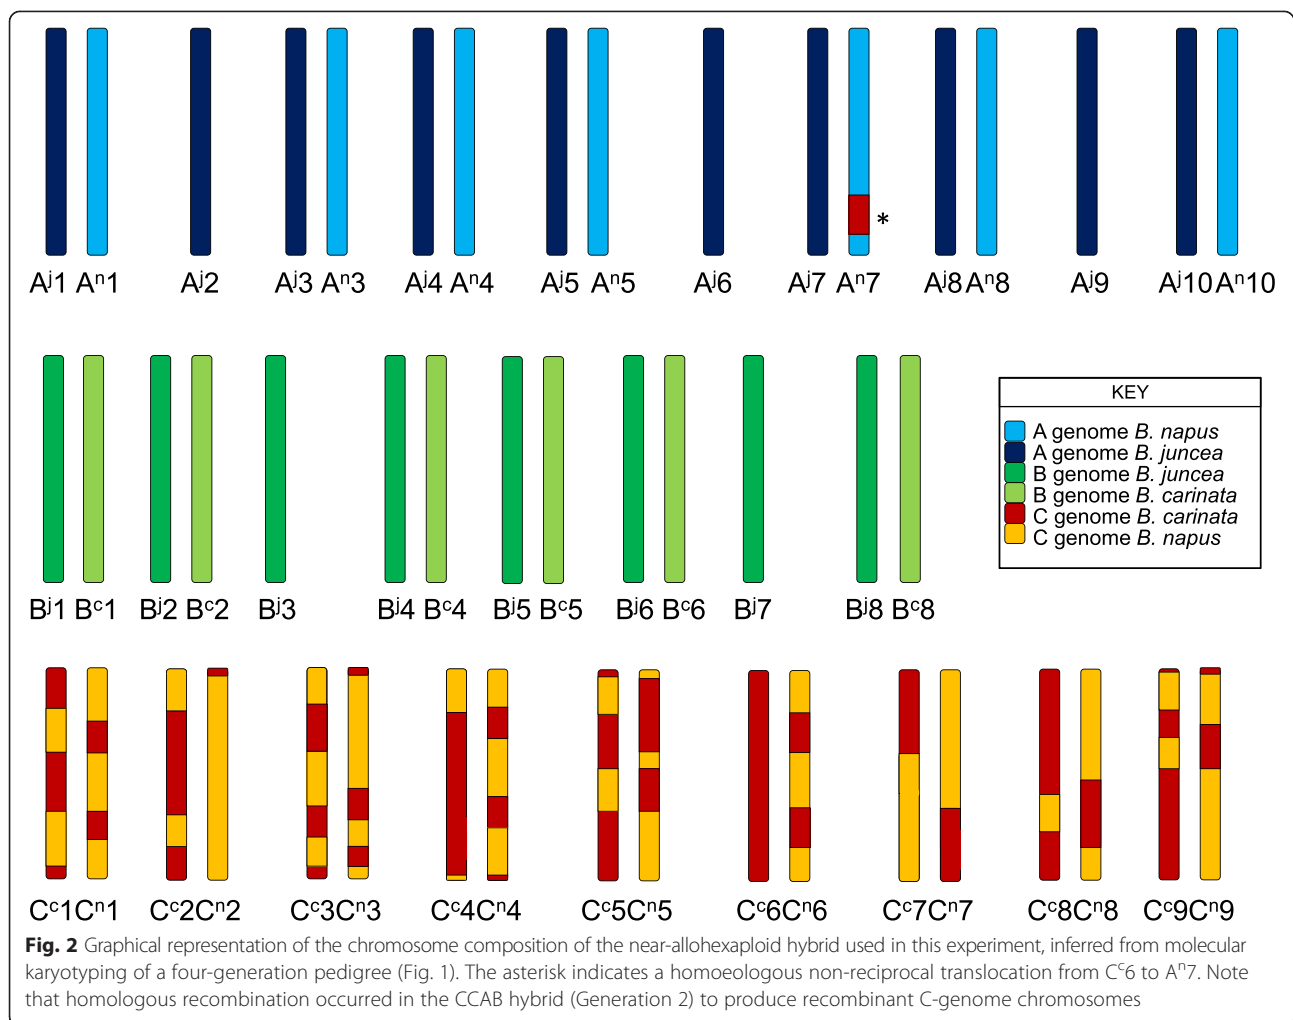 Aʲ1 Aⁿ1 Aʲ2 Aʲ3 Aⁿ3 Aʲ4 Aⁿ4 Aʲ5 Aⁿ5 Aʲ6 Aʲ7 Aⁿ7 * Aʲ8 Aⁿ8 Aʲ9 Aʲ10 Aⁿ10
Bʲ1 Bᶜ1 Bʲ2 Bᶜ2 Bʲ3 Bʲ4 Bᶜ4 Bʲ5 Bᶜ5 Bʲ6 Bᶜ6 Bʲ7 Bʲ8 Bᶜ8
KEY
A genome B. napus
A genome B. juncea
B genome B. juncea
B genome B. carinata
C genome B. carinata
C genome B. napus
Cᶜ1Cⁿ1 Cᶜ2Cⁿ2 Cᶜ3Cⁿ3 Cᶜ4Cⁿ4 Cᶜ5Cⁿ5 Cᶜ6Cⁿ6 Cᶜ7Cⁿ7 Cᶜ8Cⁿ8 Cᶜ9Cⁿ9
Fig. 2 Graphical representation of the chromosome composition of the near-allohexaploid hybrid used in this experiment, inferred from molecular
karyotyping of a four-generation pedigree (Fig. 1). The asterisk indicates a homoeologous non-reciprocal translocation from Cᶜ6 to Aⁿ7. Note
that homologous recombination occurred in the CCAB hybrid (Generation 2) to produce recombinant C-genome chromosomes